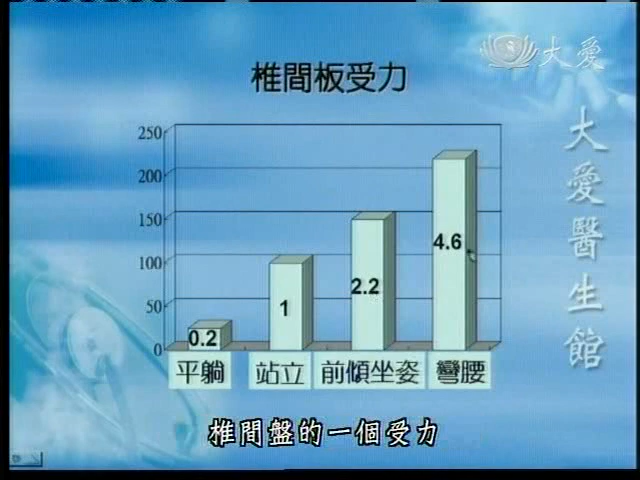 大愛
椎間板受力
大愛醫生館
250
200
150
100
50
0
0.2
1
2.2
4.6
平躺
站立
前傾坐姿
彎腰
椎間盤的一個受力